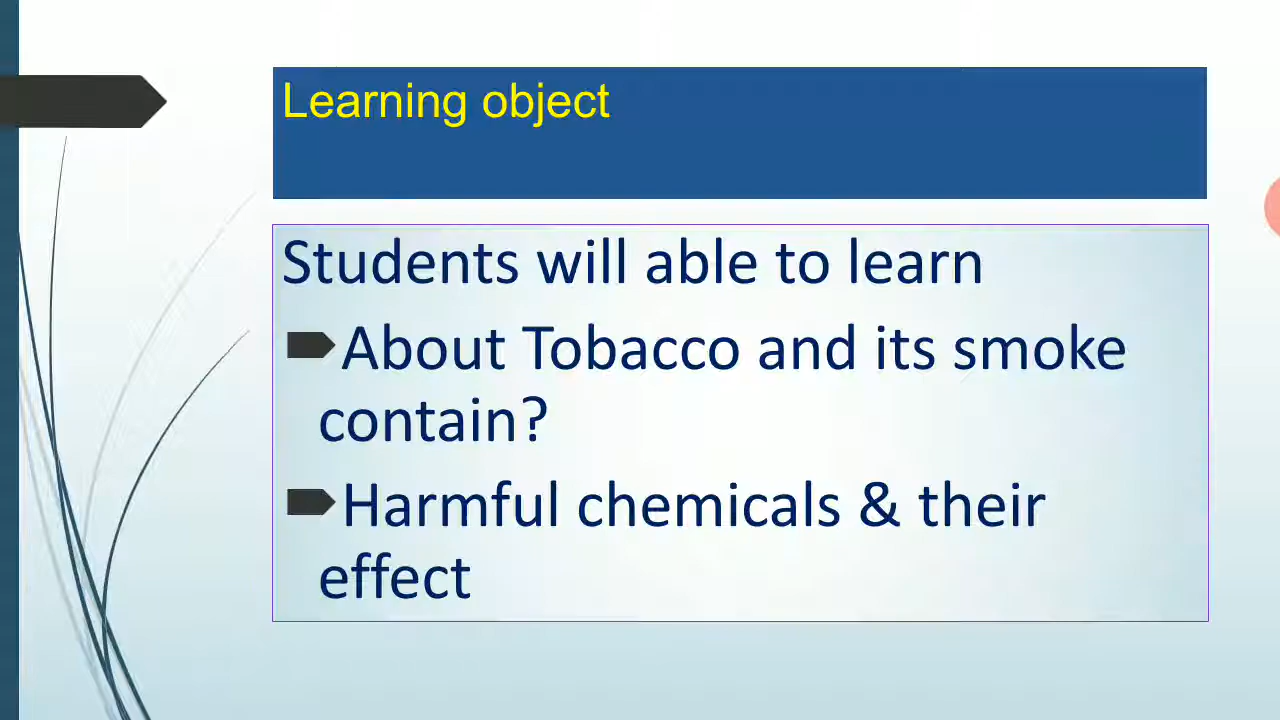 Learning object
Students will able to learn
About Tobacco and its smoke
contain?
Harmful chemicals & their
effect